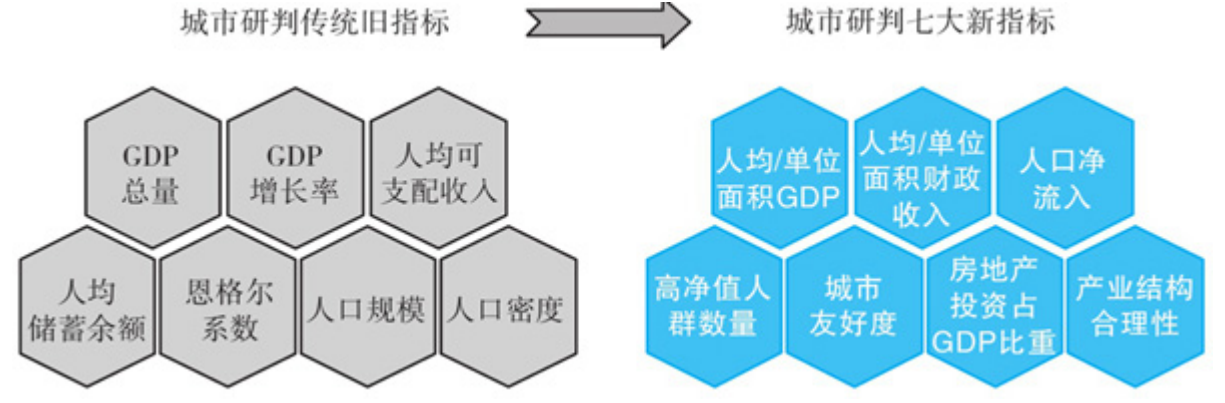 城市研判传统旧指标
城市研判七大新指标
GDP
总量
GDP
增长率
人均可
支配收入
人均
储蓄余额
恩格尔
系数
人口规模
人口密度
人均/单位
面积GDP
人均/单位
面积财政
收入
人口净
流入
高净值人
群数量
城市
友好度
房地产
投资占
GDP比重
产业结构
合理性